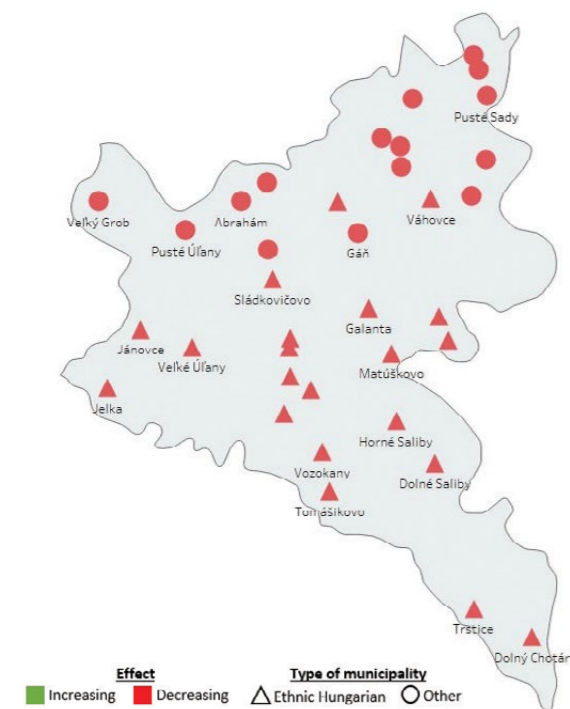 Pusté Sady
Veľký Grob
Abrahám
Váhovce
Pusté Úľany
Gáň
Sládkovičovo
Galanta
Jánovce
Veľké Úľany
Matúškovo
Jelka
Horné Saliby
Vozokany
Dolné Saliby
Tomášikovo
Trstice
Dolný Chotár
Effect
Type of municipality
Increasing
Decreasing
Ethnic Hungarian
Other